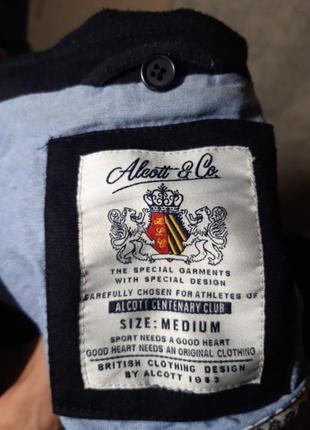 Alcott & Co.
A L C
THE SPECIAL GARMENTS
WITH SPECIAL DESIGN
CAREFULLY CHOSEN FOR ATHLETES OF
ALCOTT CENTENARY CLUB
SIZE: MEDIUM
SPORT NEEDS A GOOD HEART
GOOD HEART NEEDS AN ORIGINAL CLOTHING
BRITISH CLOTHING DESIGN
BY ALCOTT 1983